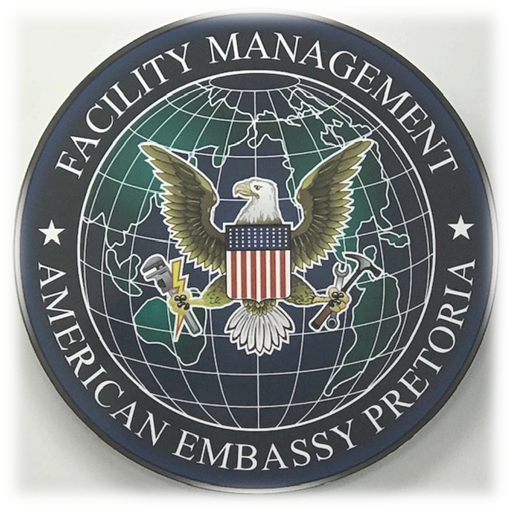 FACILITY MANAGEMENT
AMERICAN EMBASSY PRETORIA